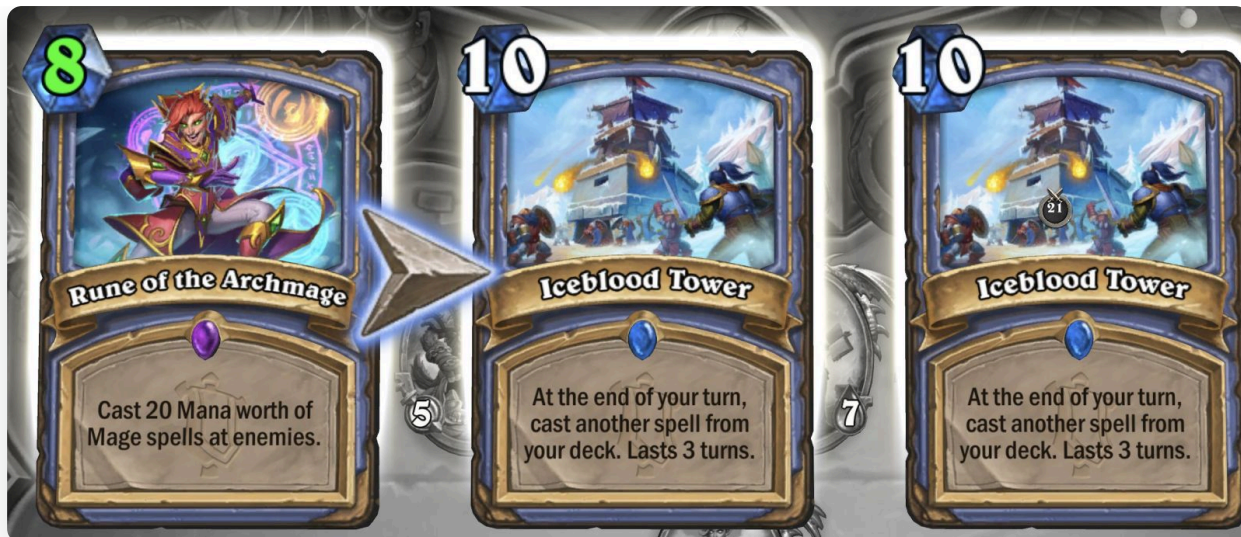 8
Rune of the Archmage
Cast 20 Mana worth of
Mage spells at enemies.
5
10
Iceblood Tower
At the end of your turn,
cast another spell from
your deck. Lasts 3 turns.
7
10
21
Iceblood Tower
At the end of your turn,
cast another spell from
your deck. Lasts 3 turns.